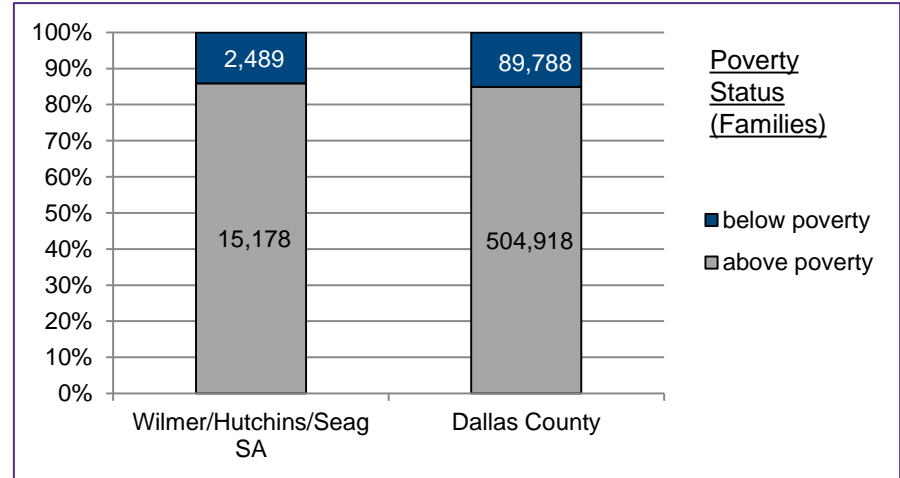 100%
90%
80%
70%
60%
50%
40%
30%
20%
10%
0%
2,489
89,788
15,178
504,918
Wilmer/Hutchins/Seag
SA
Dallas County
Poverty
Status
(Families)
below poverty
above poverty